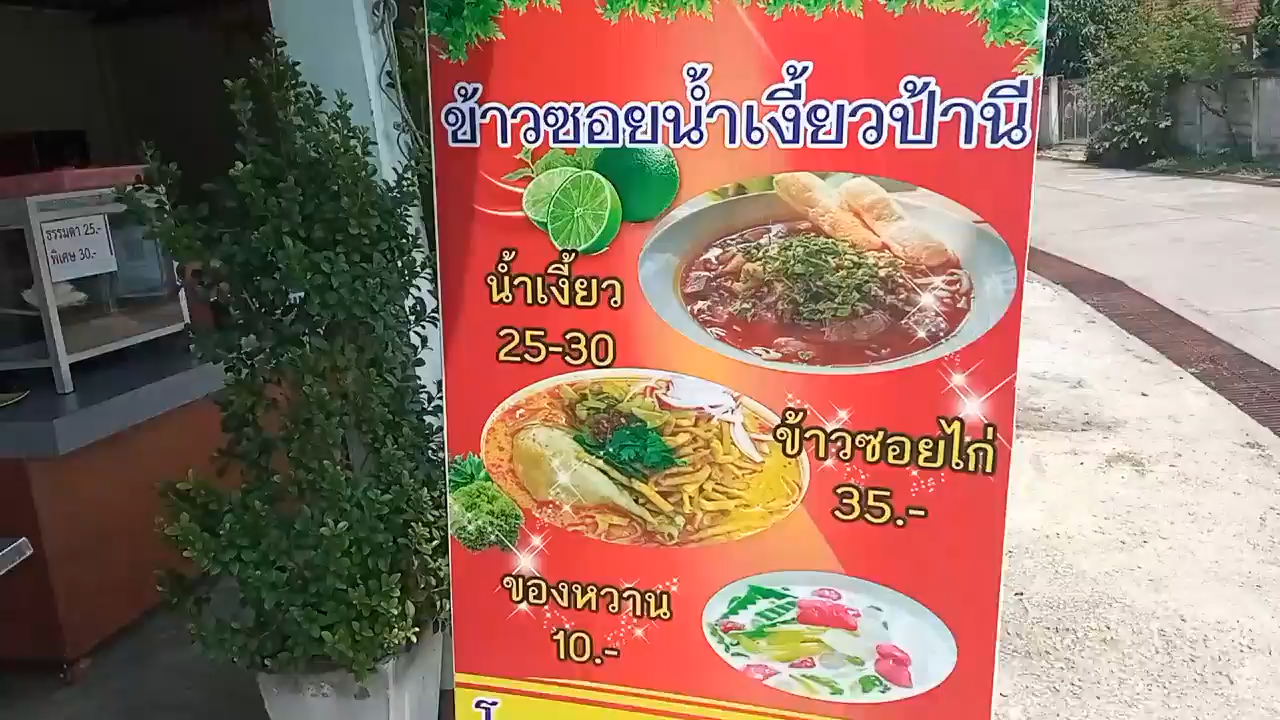 ข้าวซอยน้ำเงี้ยวป้านี
ธรรมดา 25.-
พิเศษ 30.-
น้ำเงี้ยว
25-30
ข้าวซอยไก่
35.-
ของหวาน
10.-